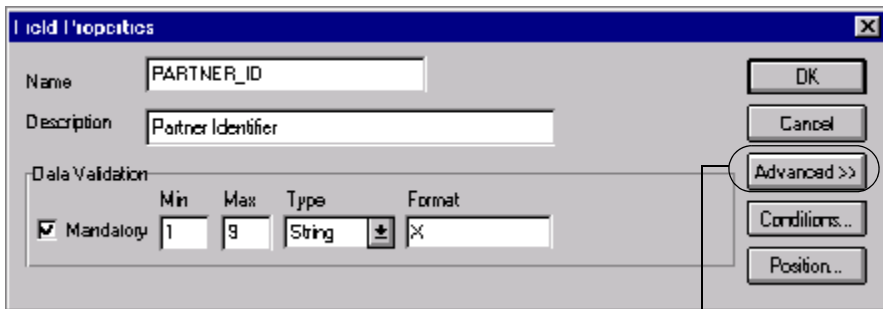 Field Properties
Name PARTNER_ID
Description Partner Identifier
Data Validation
Min Max Type Format
Mandatory 1 9 String X
OK
Cancel
Advanced >>
Conditions...
Position...